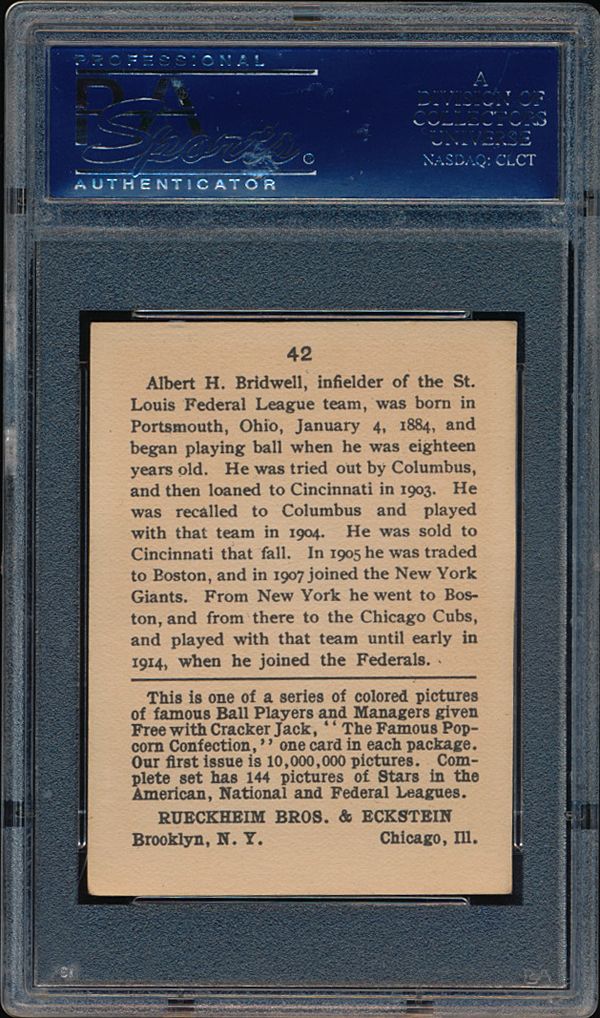 PROFESSIONAL
PSA
Sports
AUTHENTICATOR
A
DIVISION OF
COLLECTORS
UNIVERSE
NASDAQ: CLCT
42
Albert H. Bridwell, infielder of the St.
Louis Federal League team, was born in
Portsmouth, Ohio, January 4, 1884, and
began playing ball when he was eighteen
years old. He was tried out by Columbus,
and then loaned to Cincinnati in 1903. He
was recalled to Columbus and played
with that team in 1904. He was sold to
Cincinnati that fall. In 1905 he was traded
to Boston, and in 1907 joined the New York
Giants. From New York he went to Bos-
ton, and from there to the Chicago Cubs,
and played with that team until early in
1914, when he joined the Federals.
This is one of a series of colored pictures
of famous Ball Players and Managers given
Free with Cracker Jack, "The Famous Pop-
corn Confection," one card in each package.
Our first issue is 10,000,000 pictures. Com-
plete set has 144 pictures of Stars in the
American, National and Federal Leagues.
RUECKHEIM BROS. & ECKSTEIN
Brooklyn, N. Y. Chicago, Ill.
PSA